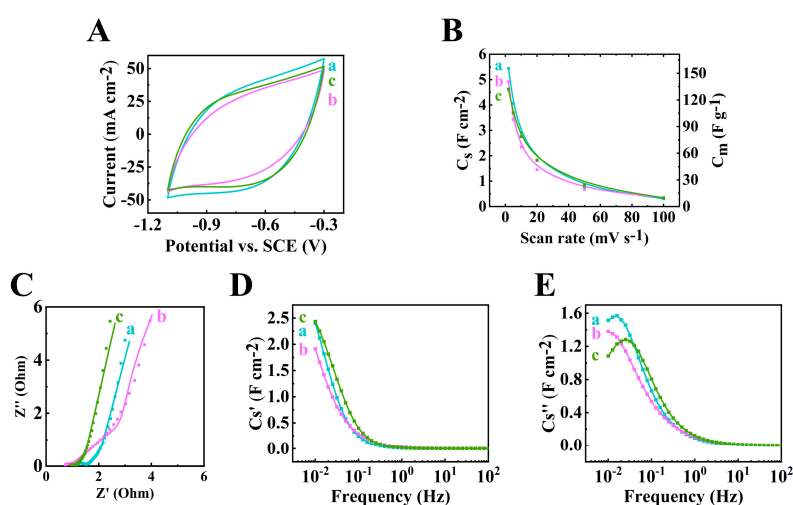 A
50
25
0
-25
-50
Current (mA cm-2)
a
c
b
-1.2
-0.9
-0.6
-0.3
Potential vs. SCE (V)
B
6
5
4
3
2
1
0
Cs (F cm-2)
a
b
c
150
120
90
60
30
0
Cm (F g-1)
0
20
40
60
80
100
Scan rate (mV s-1)
C
6
4
2
0
Z'' (Ohm)
c
a
b
2
4
6
Z' (Ohm)
D
2.5
2.0
1.5
1.0
0.5
0.0
Cs' (F cm-2)
c
a
b
10-2
10-1
100
101
102
Frequency (Hz)
E
1.6
1.2
0.8
0.4
0.0
Cs'' (F cm-2)
a
b
c
10-2
10-1
100
101
102
Frequency (Hz)